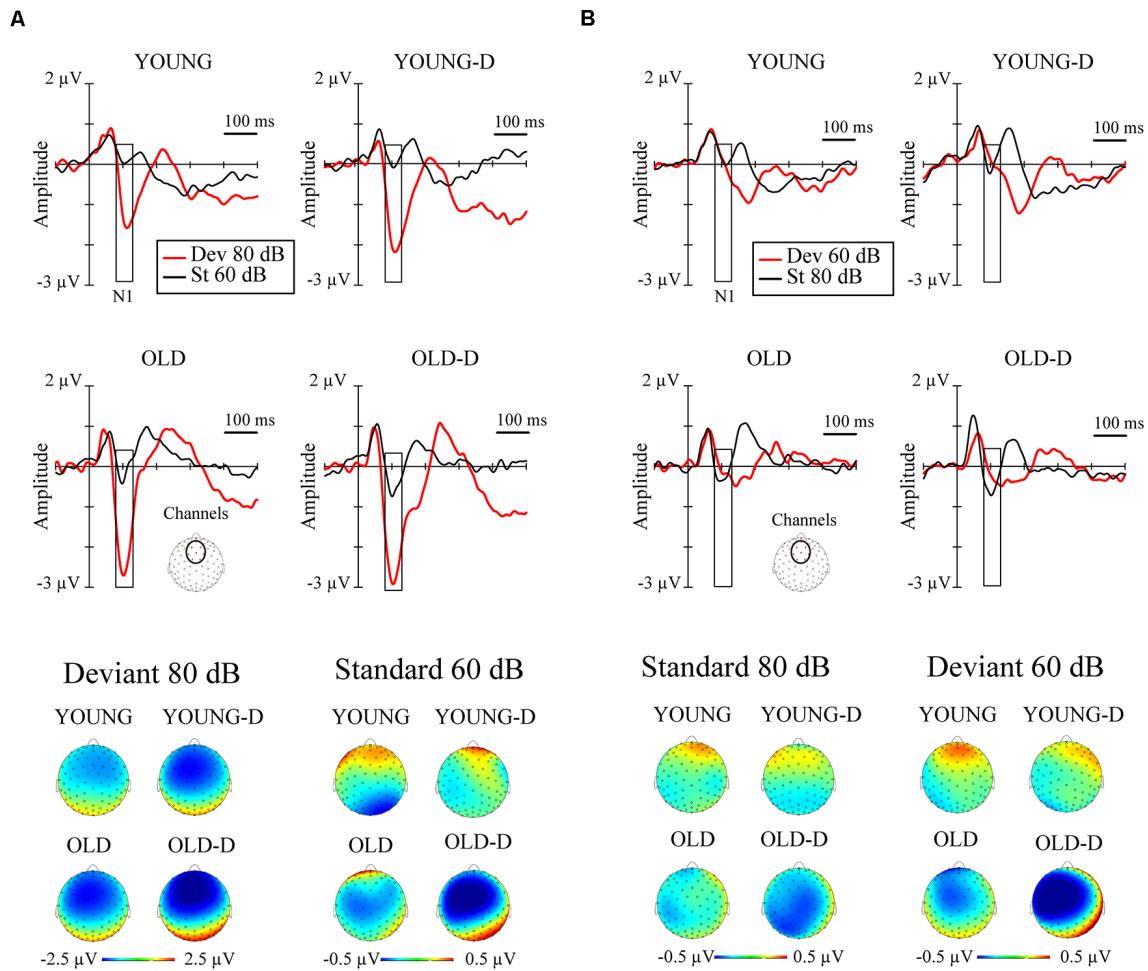 A B
YOUNG YOUNG-D YOUNG YOUNG-D
2 µV 2 µV 2 µV 2 µV
100 ms 100 ms 100 ms 100 ms
Amplitude Amplitude Amplitude Amplitude
Dev 80 dB Dev 60 dB
St 60 dB St 80 dB
-3 µV -3 µV -3 µV -3 µV
N1 N1
OLD OLD-D OLD OLD-D
2 µV 2 µV 2 µV 2 µV
100 ms 100 ms 100 ms 100 ms
Amplitude Amplitude Amplitude Amplitude
Channels Channels
-3 µV -3 µV -3 µV -3 µV
Deviant 80 dB Standard 60 dB Standard 80 dB Deviant 60 dB
YOUNG YOUNG-D YOUNG YOUNG-D YOUNG YOUNG-D YOUNG YOUNG-D
OLD OLD-D OLD OLD-D OLD OLD-D OLD OLD-D
-2.5 µV 2.5 µV -0.5 µV 0.5 µV -0.5 µV 0.5 µV -0.5 µV 0.5 µV